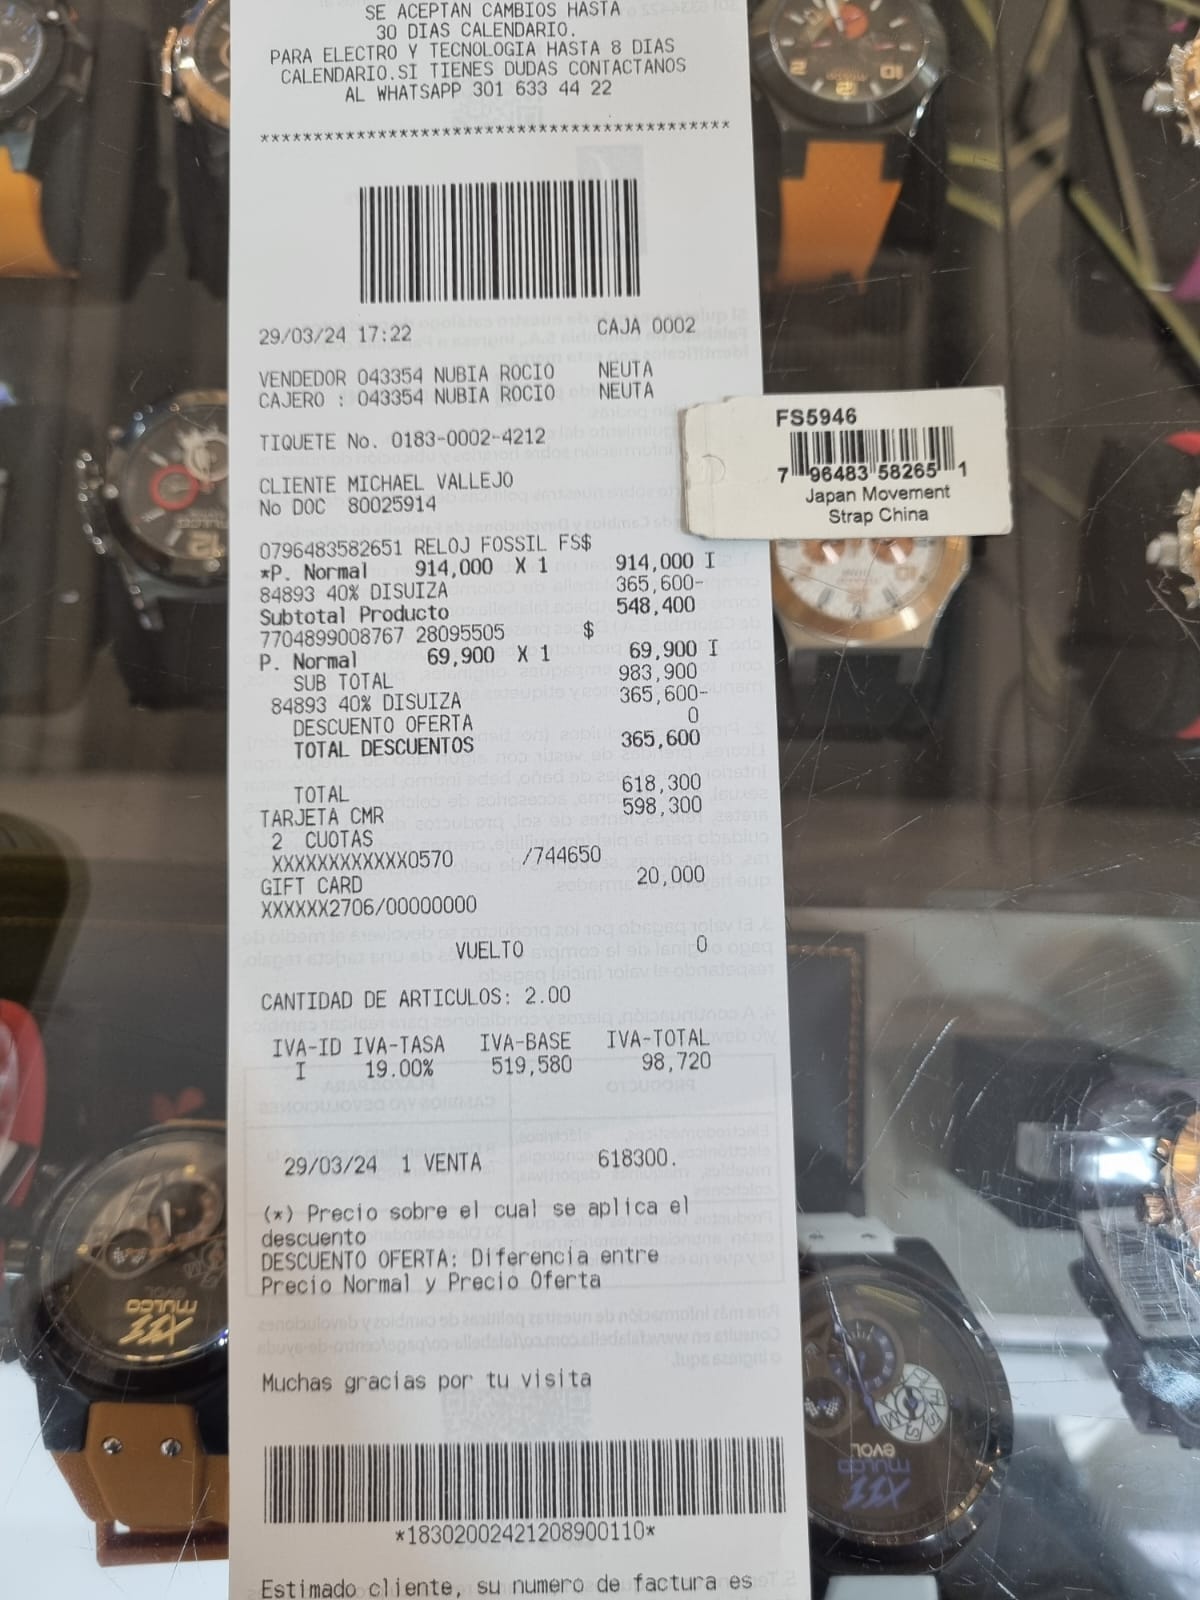 SE ACEPTAN CAMBIOS HASTA
30 DIAS CALENDARIO.
PARA ELECTRO Y TECNOLOGIA HASTA 8 DIAS
CALENDARIO.SI TIENES DUDAS CONTACTANOS
AL WHATSAPP 301 633 44 22
********************************************
29/03/24 17:22 CAJA 0002
VENDEDOR 043354 NUBIA ROCIO NEUTA
CAJERO : 043354 NUBIA ROCIO NEUTA
TIQUETE No. 0183-0002-4212
CLIENTE MICHAEL VALLEJO
No DOC 80025914
0796483582651 RELOJ FOSSIL FS$
*P. Normal 914,000 X 1 914,000 I
84893 40% DISUIZA 365,600-
Subtotal Producto 548,400
7704899008767 28095505 $
P. Normal 69,900 X 1 69,900 I
SUB TOTAL 983,900
84893 40% DISUIZA 365,600-
DESCUENTO OFERTA 0
TOTAL DESCUENTOS 365,600
TOTAL 618,300
TARJETA CMR 598,300
2 CUOTAS
XXXXXXXXXXXX0570 /744650
GIFT CARD 20,000
XXXXXX2706/00000000
VUELTO 0
CANTIDAD DE ARTICULOS: 2.00
IVA-ID IVA-TASA IVA-BASE IVA-TOTAL
I 19.00% 519,580 98,720
29/03/24 1 VENTA 618300.
(*) Precio sobre el cual se aplica el
descuento
DESCUENTO OFERTA: Diferencia entre
Precio Normal y Precio Oferta
Muchas gracias por tu visita
*18302002421208900110*
Estimado cliente, su numero de factura es
FS5946
7 96483 58265 1
Japan Movement
Strap China
MULCO
EVOL
MULCO
EVOL